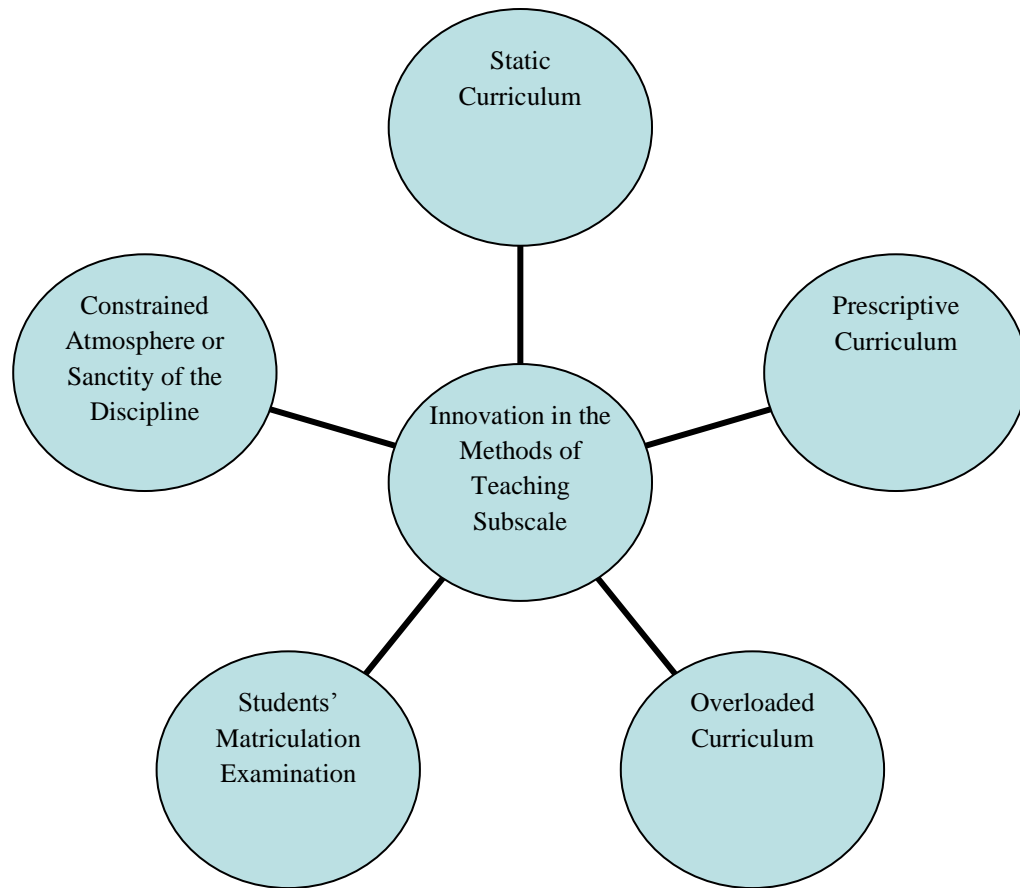 Static
Curriculum
Constrained
Atmosphere or
Sanctity of the
Discipline
Prescriptive
Curriculum
Innovation in the
Methods of
Teaching
Subscale
Students’
Matriculation
Examination
Overloaded
Curriculum